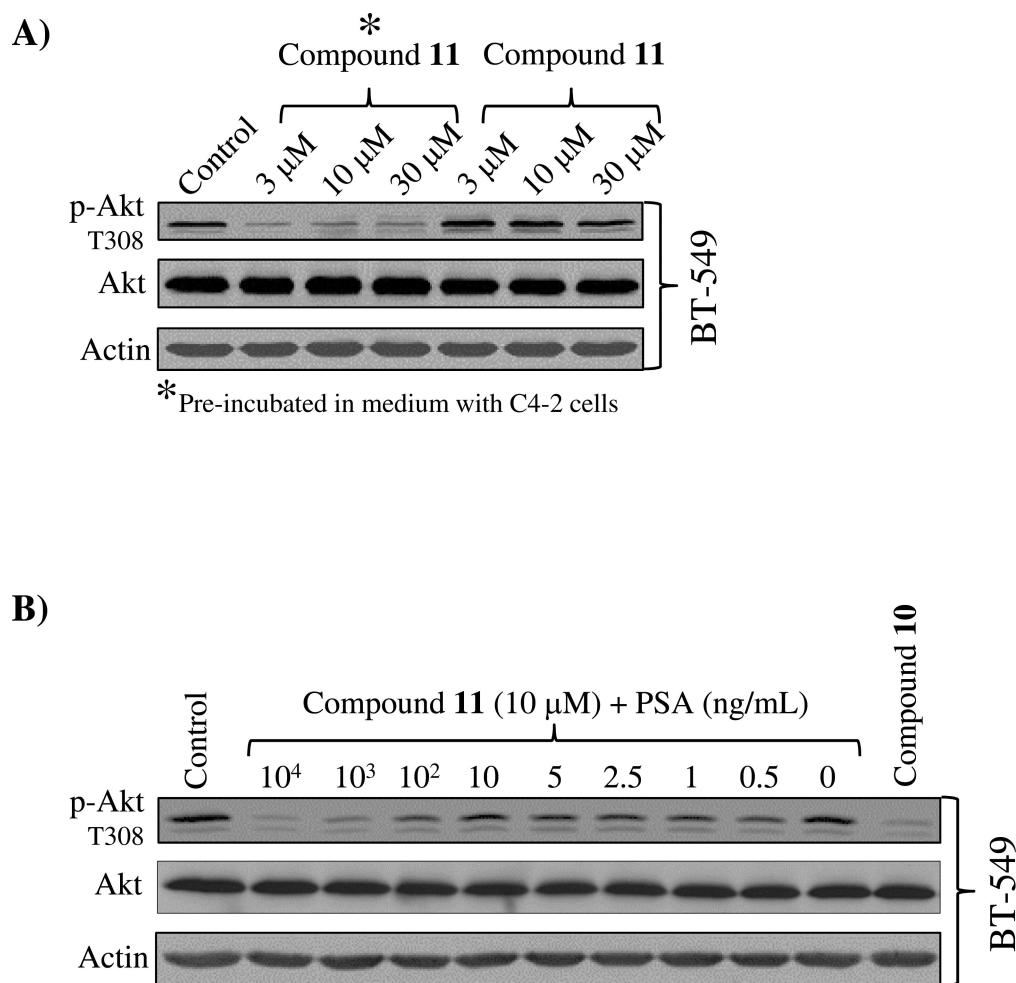 A)
*
Compound 11 Compound 11
Control 3 μM 10 μM 30 μM 3 μM 10 μM 30 μM
p-Akt
T308
Akt
Actin
BT-549
*Pre-incubated in medium with C4-2 cells
B)
Control
Compound 11 (10 μM) + PSA (ng/mL)
Compound 10
10⁴ 10³ 10² 10 5 2.5 1 0.5 0
p-Akt
T308
Akt
Actin
BT-549